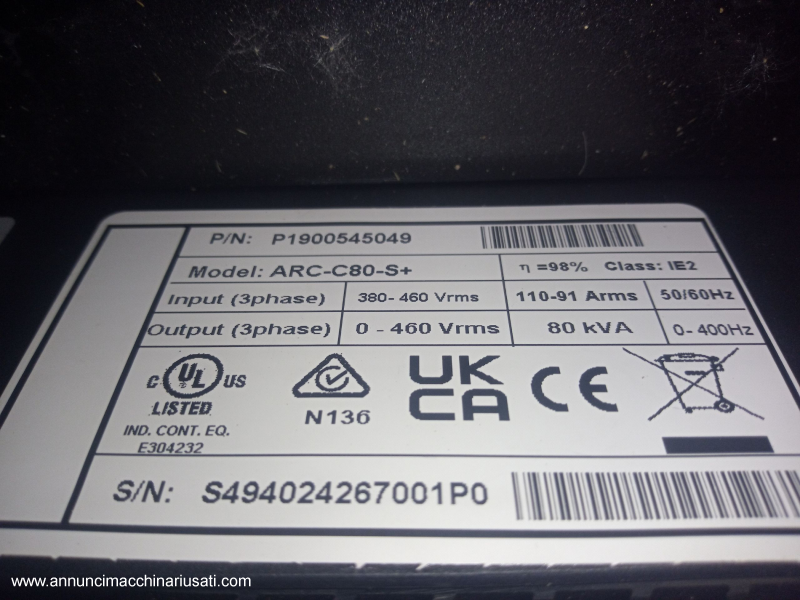 P/N: P1900545049
Model: ARC-C80-S+ η =98% Class: IE2
Input (3phase) 380- 460 Vrms 110-91 Arms 50/60Hz
Output (3phase) 0 - 460 Vrms 80 kVA 0- 400Hz
C UL US
LISTED
IND. CONT. EQ.
E304232
N136
UK
CA
CE
S/N: S494024267001P0
www.annuncimacchinariusati.com